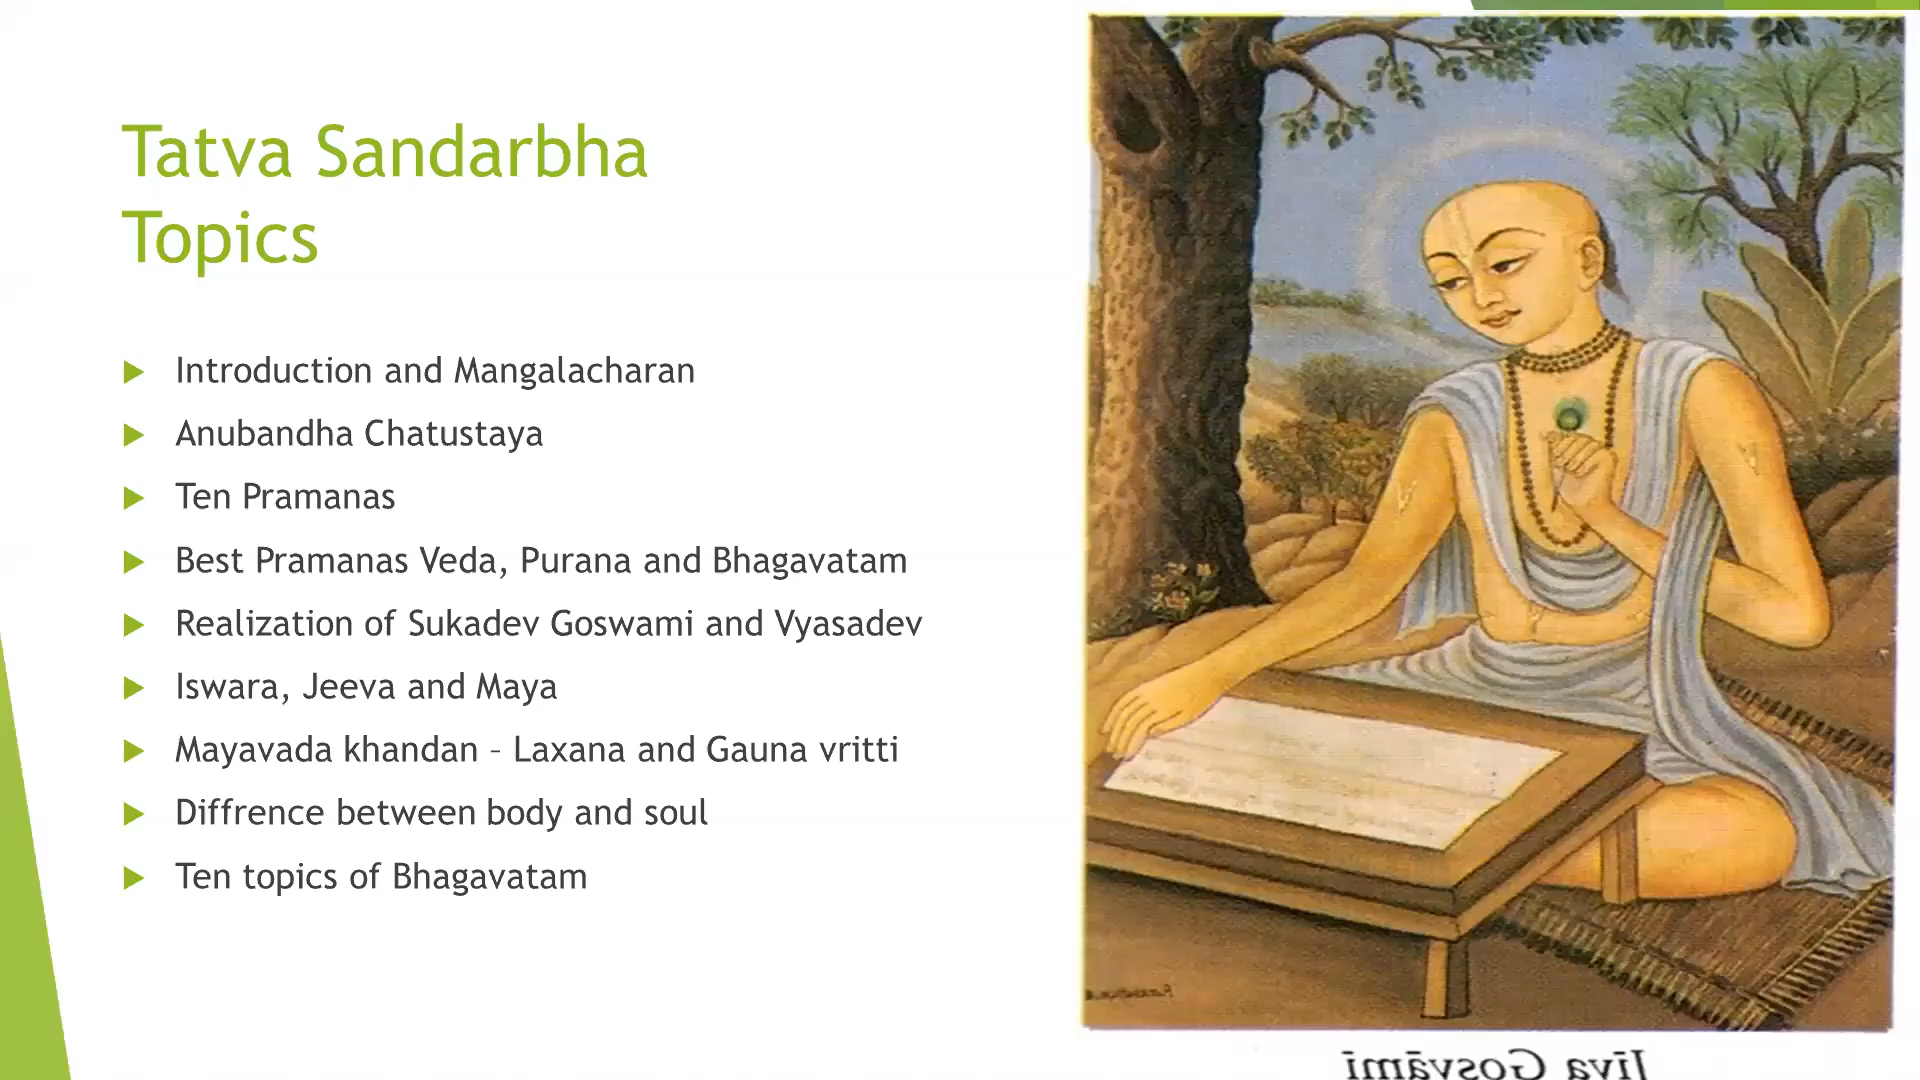 Tatva Sandarbha
Topics
Introduction and Mangalacharan
Anubandha Chatustaya
Ten Pramanas
Best Pramanas Veda, Purana and Bhagavatam
Realization of Sukadev Goswami and Vyasadev
Iswara, Jeeva and Maya
Mayavada khandan – Laxana and Gauna vritti
Diffrence between body and soul
Ten topics of Bhagavatam
Jīva Gosvāmī